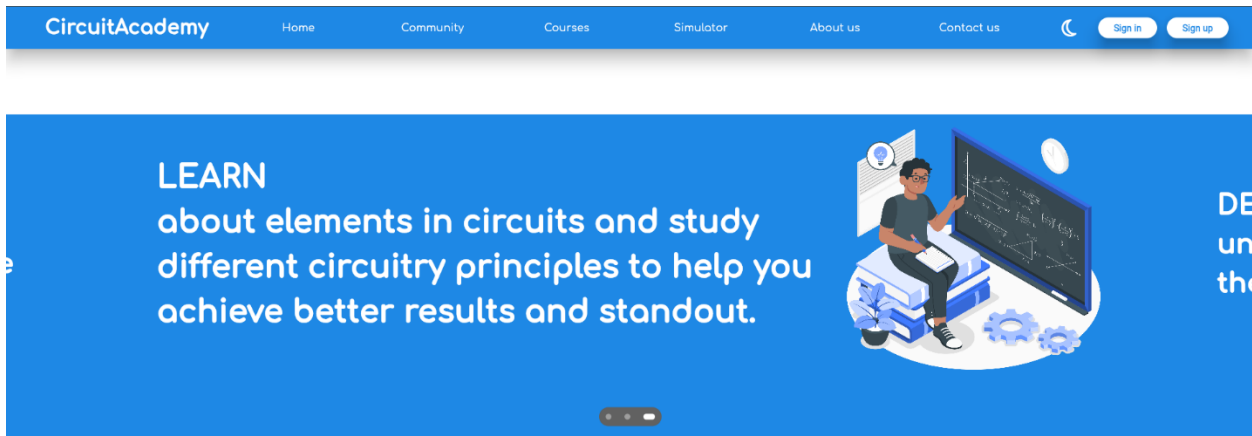 CircuitAcademy Home Community Courses Simulator About us Contact us Sign in Sign up
LEARN
about elements in circuits and study
different circuitry principles to help you
achieve better results and standout.
e
DE
un
the